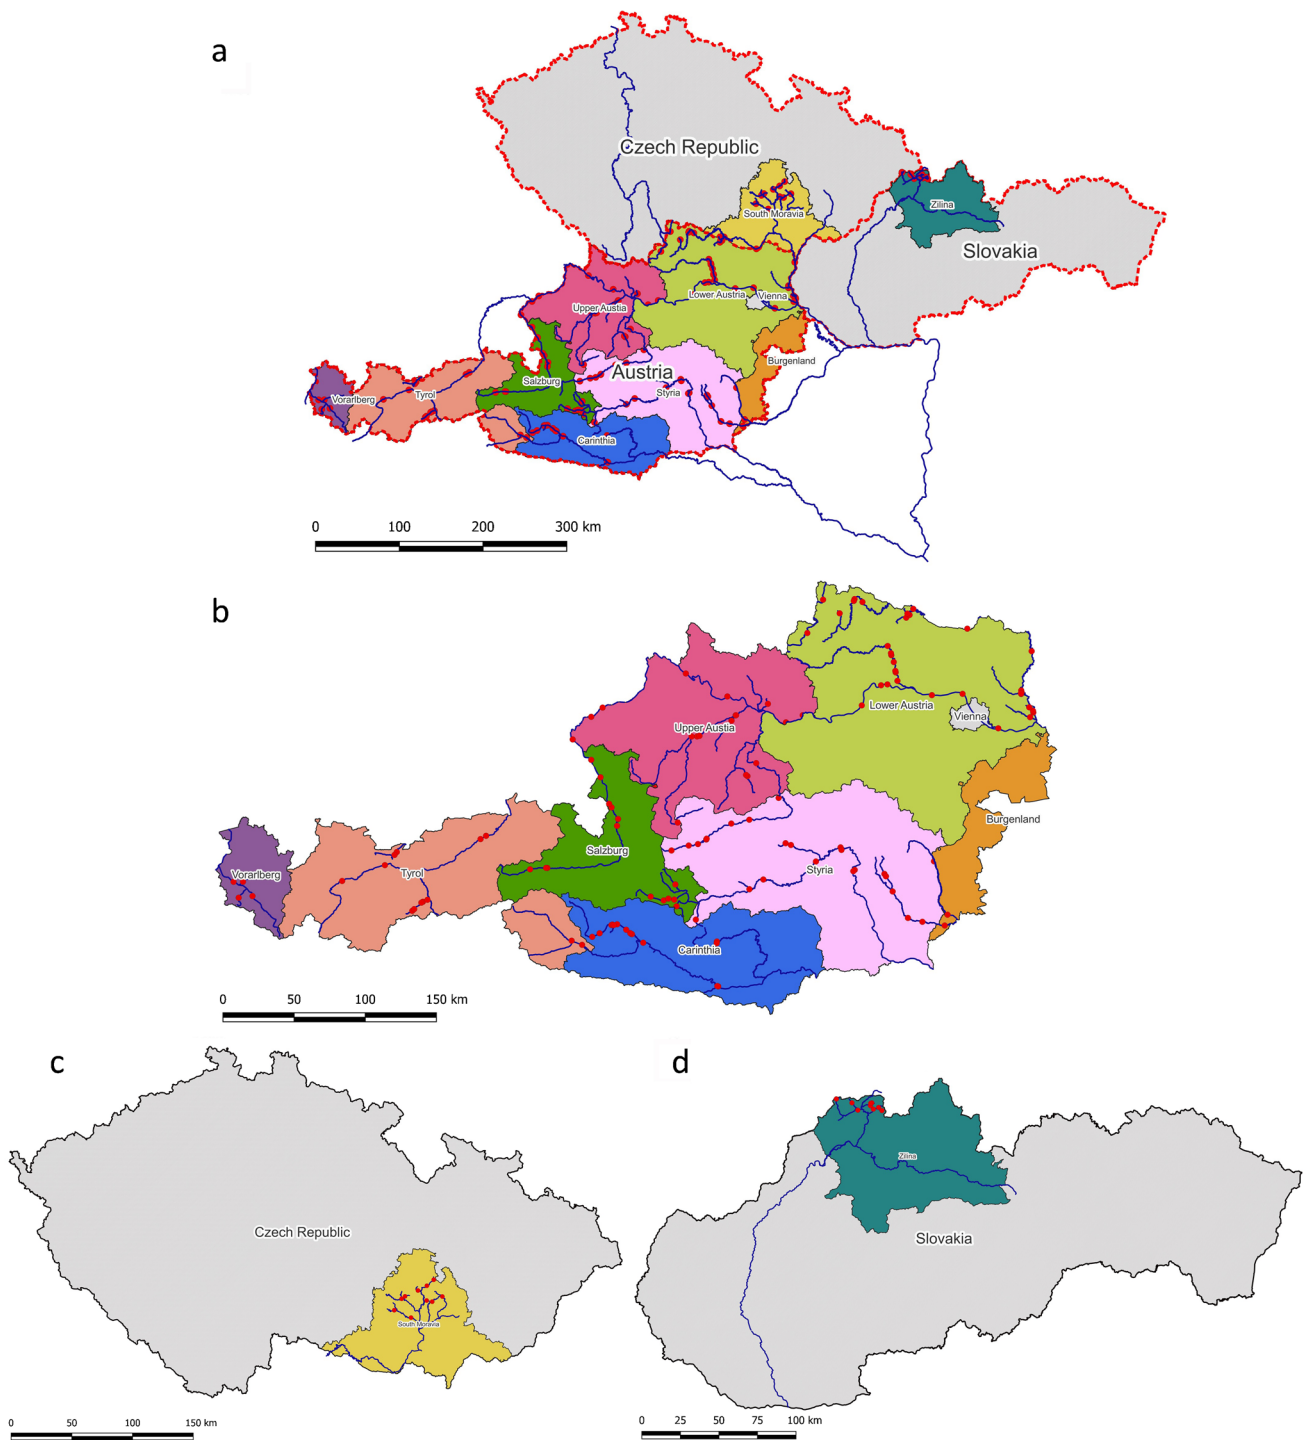 a
Czech Republic
South Moravia
Zilina
Slovakia
Lower Austria
Vienna
Upper Austia
Burgenland
Salzburg
Austria
Styria
Vorarlberg
Tyrol
Carinthia
0 100 200 300 km
b
Lower Austria
Vienna
Upper Austia
Burgenland
Salzburg
Styria
Vorarlberg
Tyrol
Carinthia
0 50 100 150 km
c
Czech Republic
South Moravia
0 50 100 150 km
d
Zilina
Slovakia
0 25 50 75 100 km